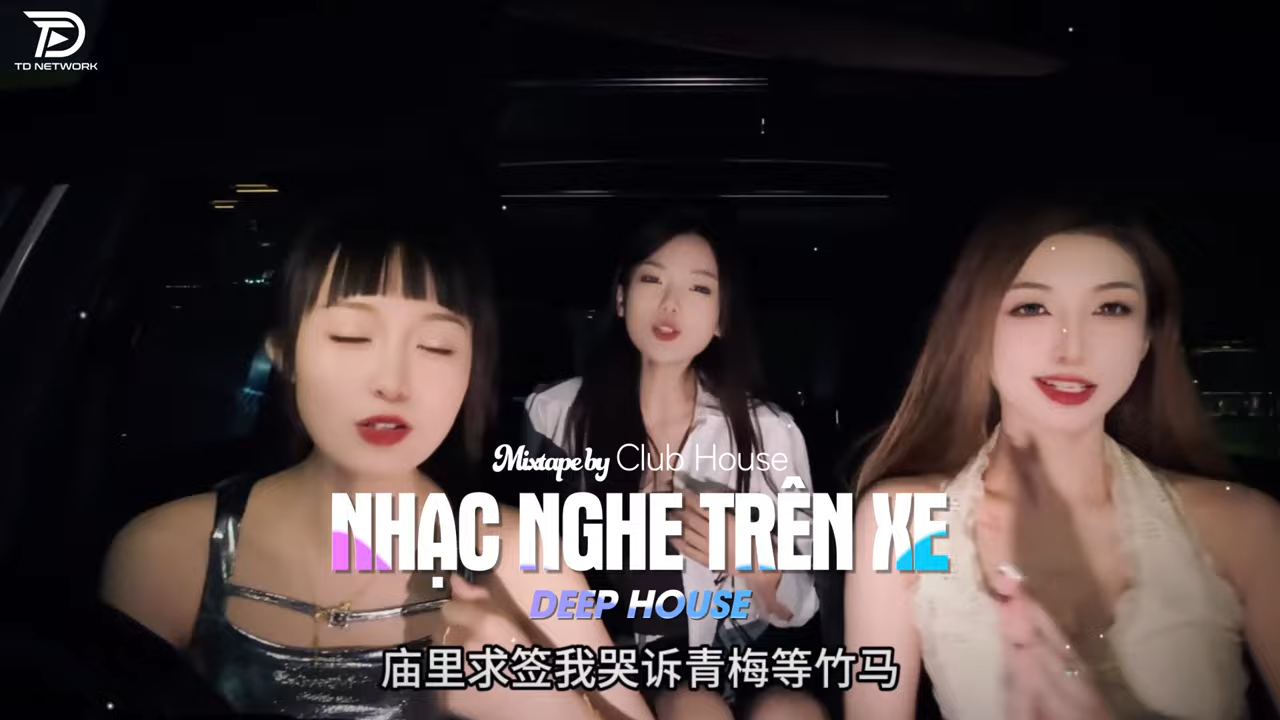 TD NETWORK
Mixtape by Club House
NHẠC NGHE TRÊN XE
DEEP HOUSE
庙里求签我哭诉青梅等竹马